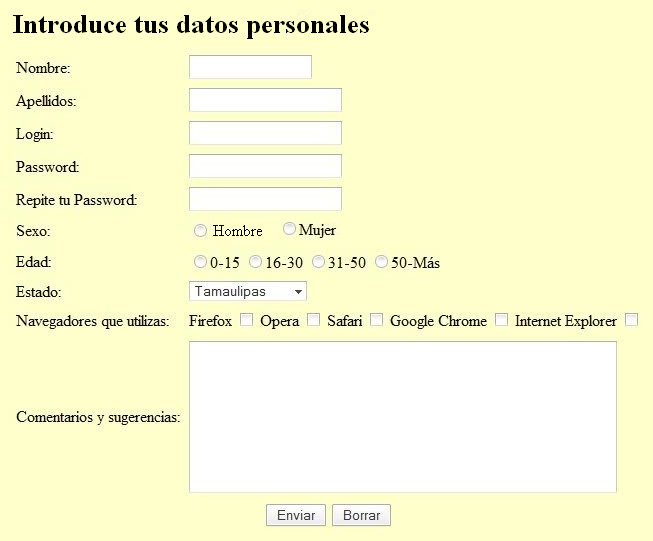 Introduce tus datos personales
Nombre:
Apellidos:
Login:
Password:
Repite tu Password:
Sexo: Hombre Mujer
Edad: 0-15 16-30 31-50 50-Más
Estado: Tamaulipas
Navegadores que utilizas: Firefox Opera Safari Google Chrome Internet Explorer
Comentarios y sugerencias:
Enviar Borrar